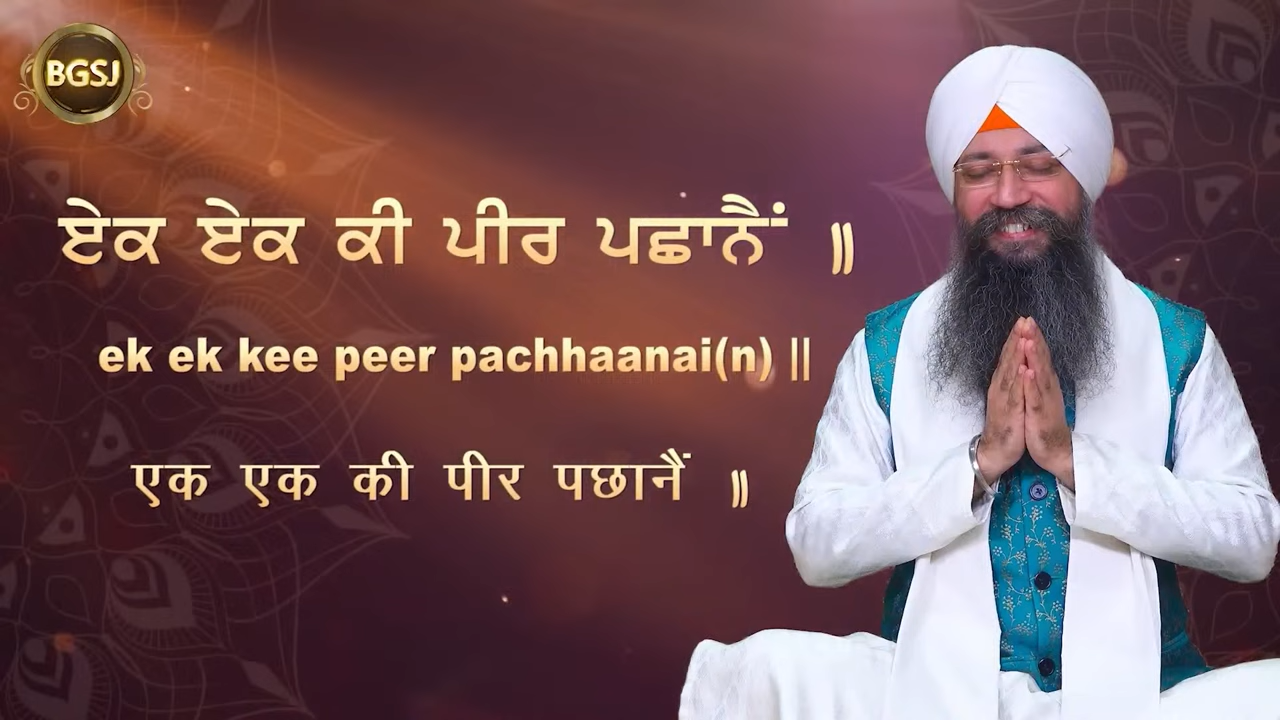 BGSJ
ਏਕ ਏਕ ਕੀ ਪੀਰ ਪਛਾਨੈਂ ॥
ek ek kee peer pachhaanai(n) ||
एक एक की पीर पछानैं ॥